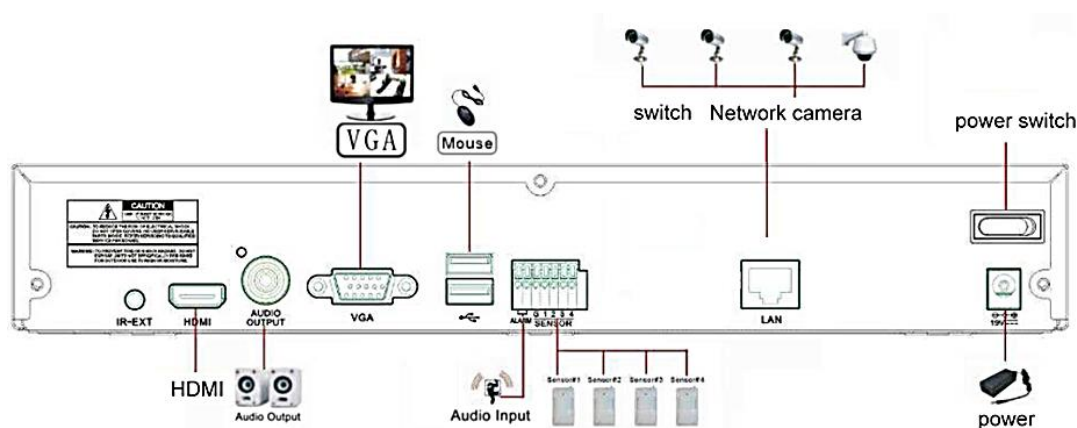 switch Network camera
power switch
VGA
Mouse
CAUTION
IR-EXT
HDMI
AUDIO
OUTPUT
VGA
ALARM
G 1 2 3 4
SENSOR
LAN
19V
HDMI
Audio Output
Audio Input
Sensor#1 Sensor#2 Sensor#3 Sensor#4
power